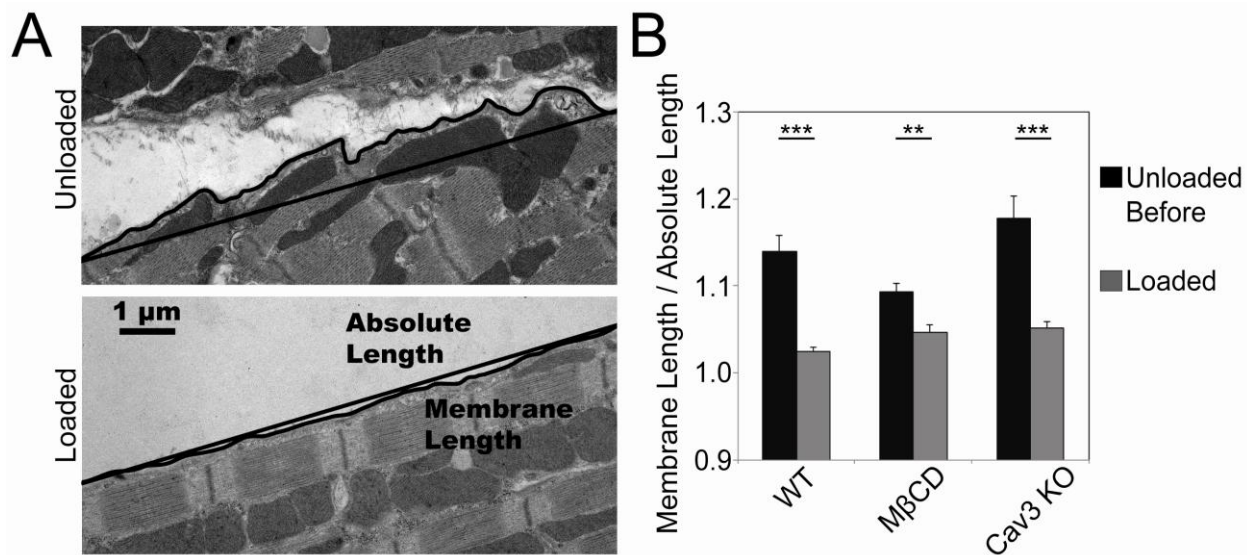 A
Unloaded
Loaded
1 μm
Absolute
Length
Membrane
Length
B
Membrane Length / Absolute Length
1.3
1.2
1.1
1.0
0.9
***
**
***
WT
MβCD
Cav3 KO
Unloaded
Before
Loaded